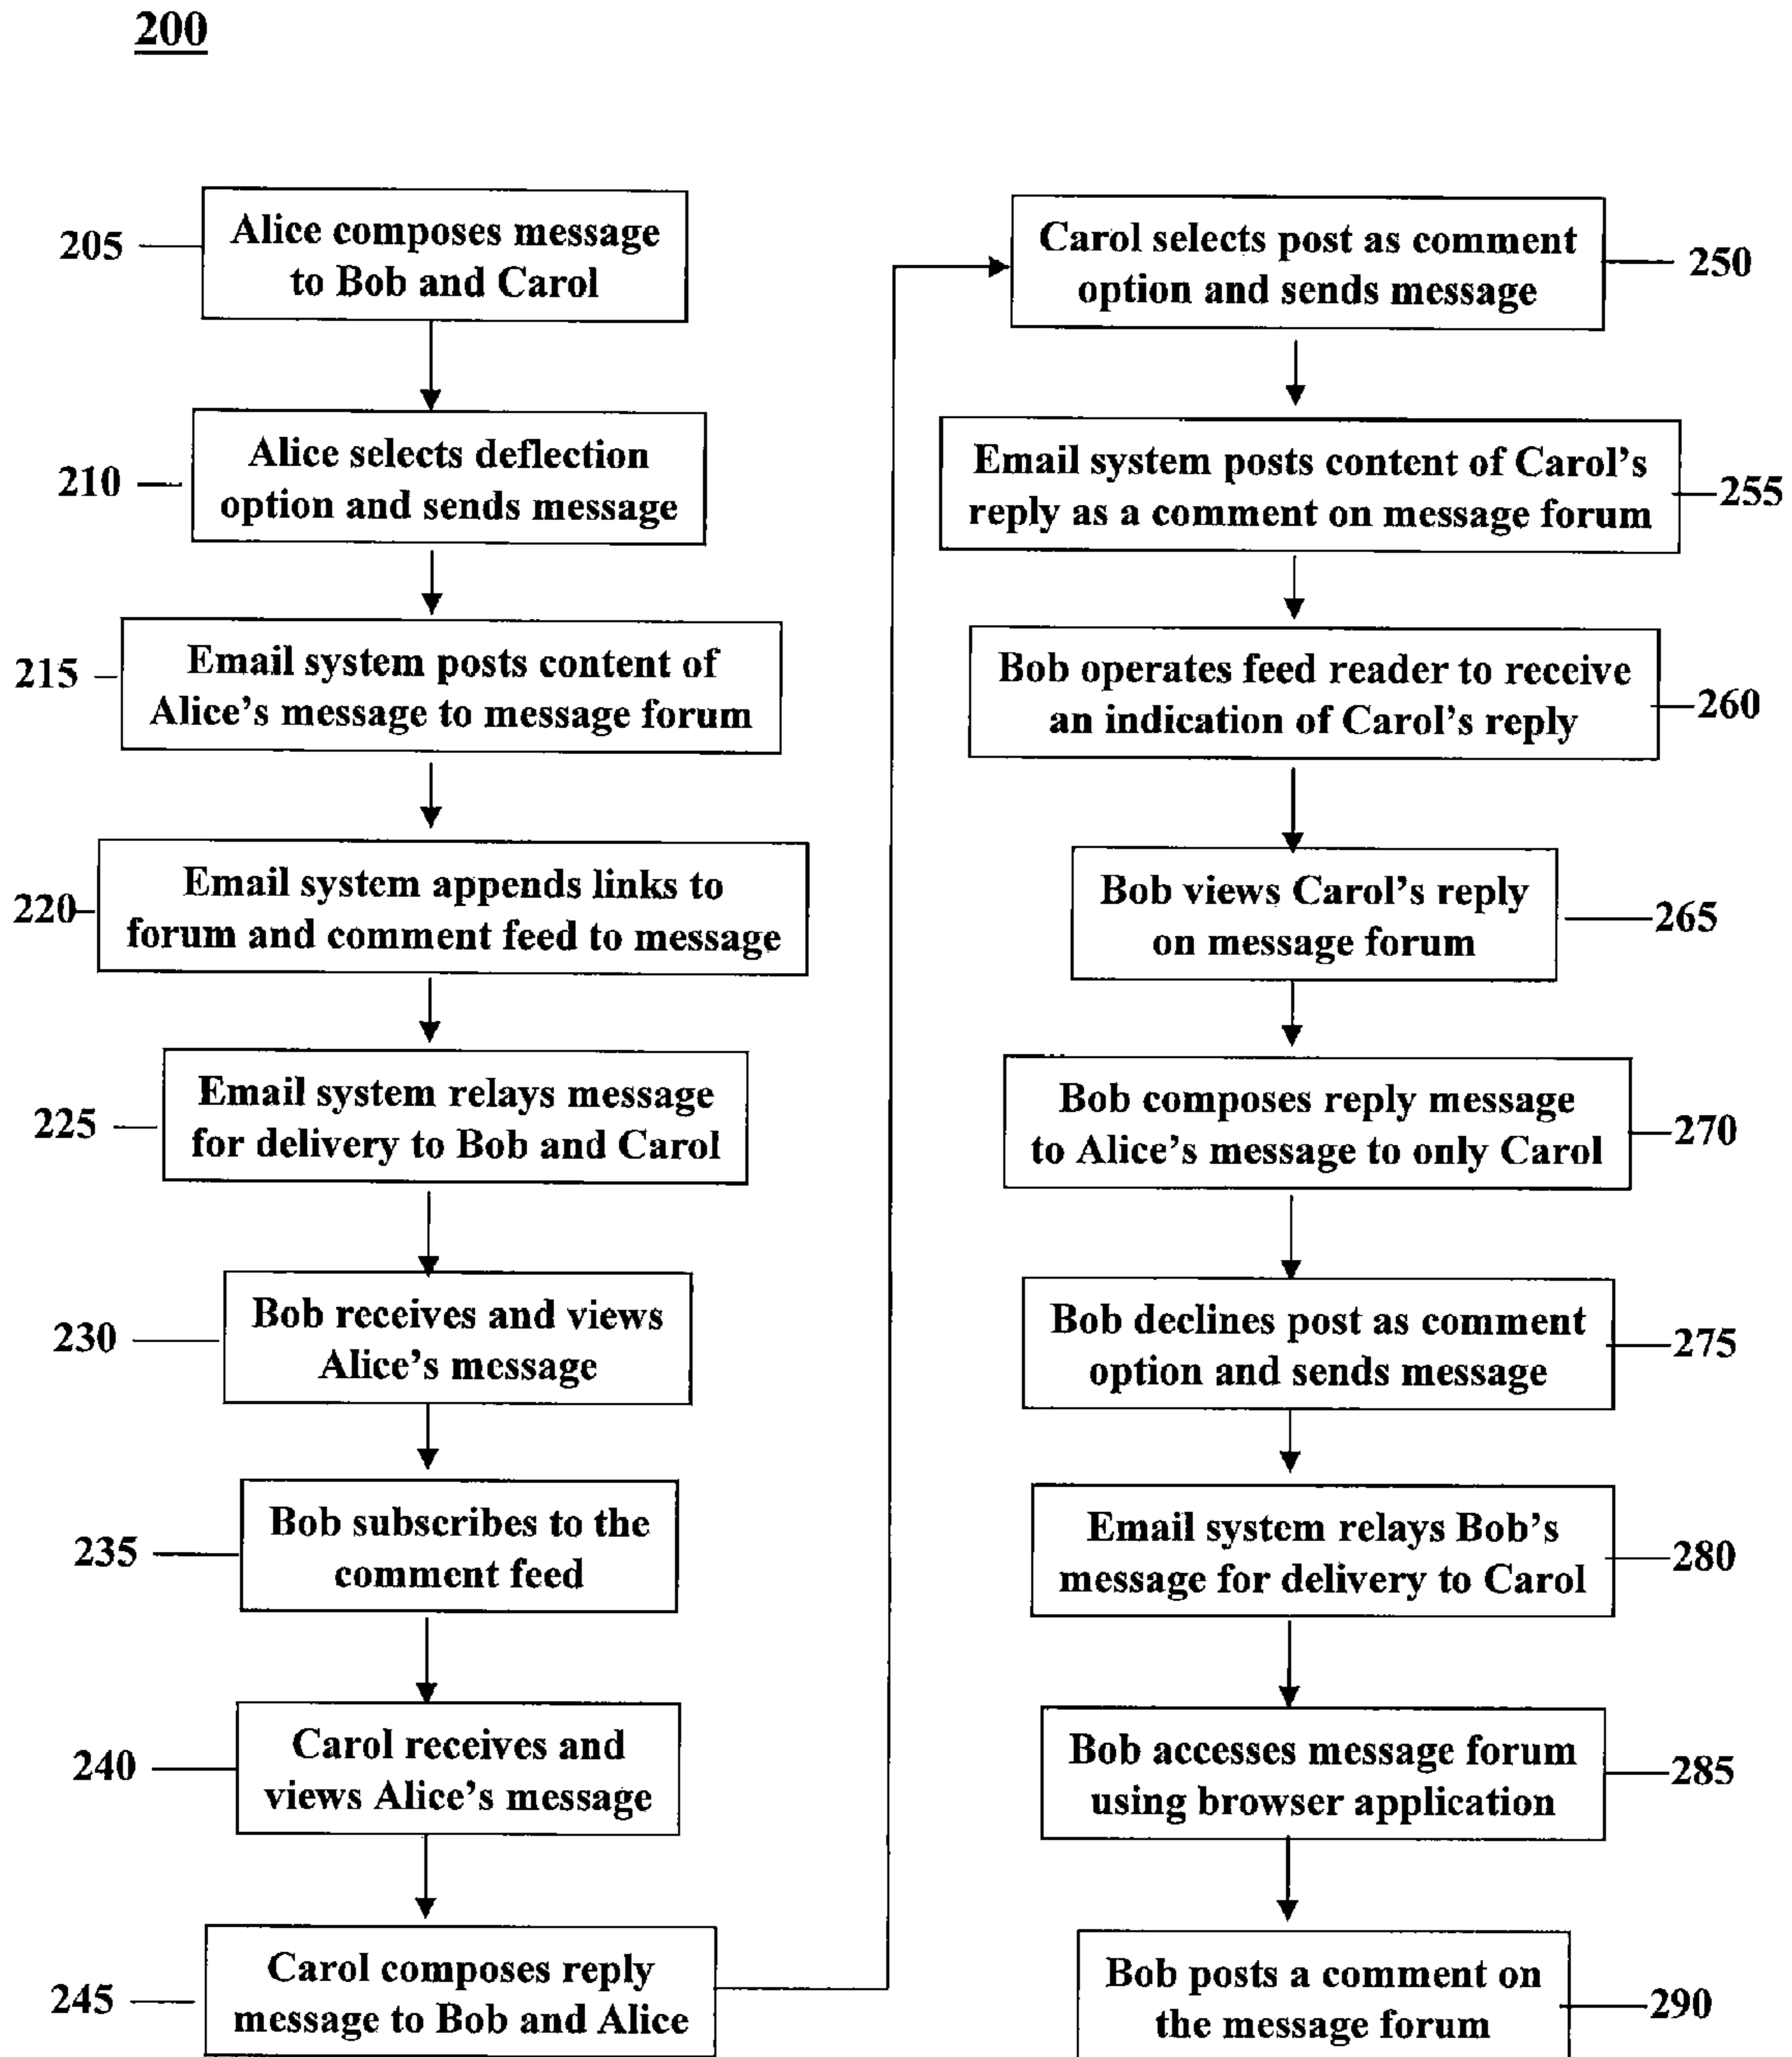 200
205
Alice composes message
to Bob and Carol
210
Alice selects deflection
option and sends message
215
Email system posts content of
Alice's message to message forum
220
Email system appends links to
forum and comment feed to message
225
Email system relays message
for delivery to Bob and Carol
230
Bob receives and views
Alice's message
235
Bob subscribes to the
comment feed
240
Carol receives and
views Alice's message
245
Carol composes reply
message to Bob and Alice
Carol selects post as comment
option and sends message
250
Email system posts content of Carol's
reply as a comment on message forum
255
Bob operates feed reader to receive
an indication of Carol's reply
260
Bob views Carol's reply
on message forum
265
Bob composes reply message
to Alice's message to only Carol
270
Bob declines post as comment
option and sends message
275
Email system relays Bob's
message for delivery to Carol
280
Bob accesses message forum
using browser application
285
Bob posts a comment on
the message forum
290